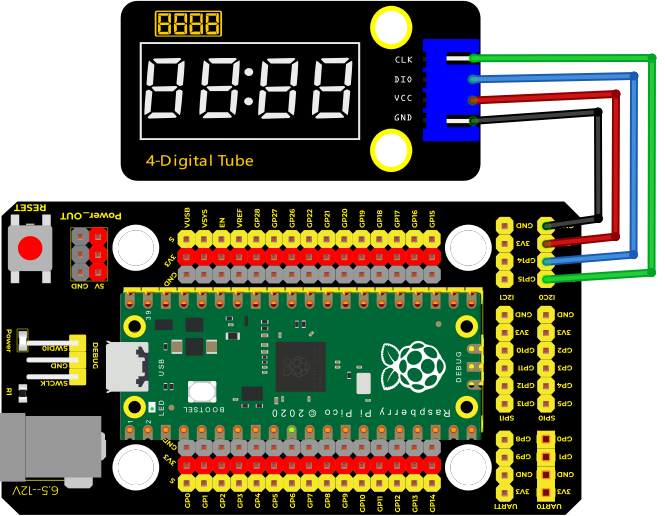 CLK
DIO
VCC
GND
4-Digital Tube
RESET
Power_OUT
GND
5V
VUSB
VSYS
EN
VREF
GP28
GP27
GP26
GP22
GP21
GP20
GP19
GP18
GP17
GP16
GP15
S
3V3
GND
GND
3V3
GP14
GP15
I2C1
I2C0
GND
3V3
GP10
GP11
GP12
GP13
SPI1
GND
3V3
GP2
GP3
GP4
GP5
SPI0
GP8
GP9
GND
3V3
UART1
GP0
GP1
GND
3V3
UART0
Power
R1
SWDIO
GND
SWCLK
DEBUG
39
USB
BOOTSEL
LED
1
2
Raspberry Pi Pico © 2020
DEBUG
GND
3V3
S
GP0
GP1
GP2
GP3
GP4
GP5
GP6
GP7
GP8
GP9
GP10
GP11
GP12
GP13
GP14
6.5--12V